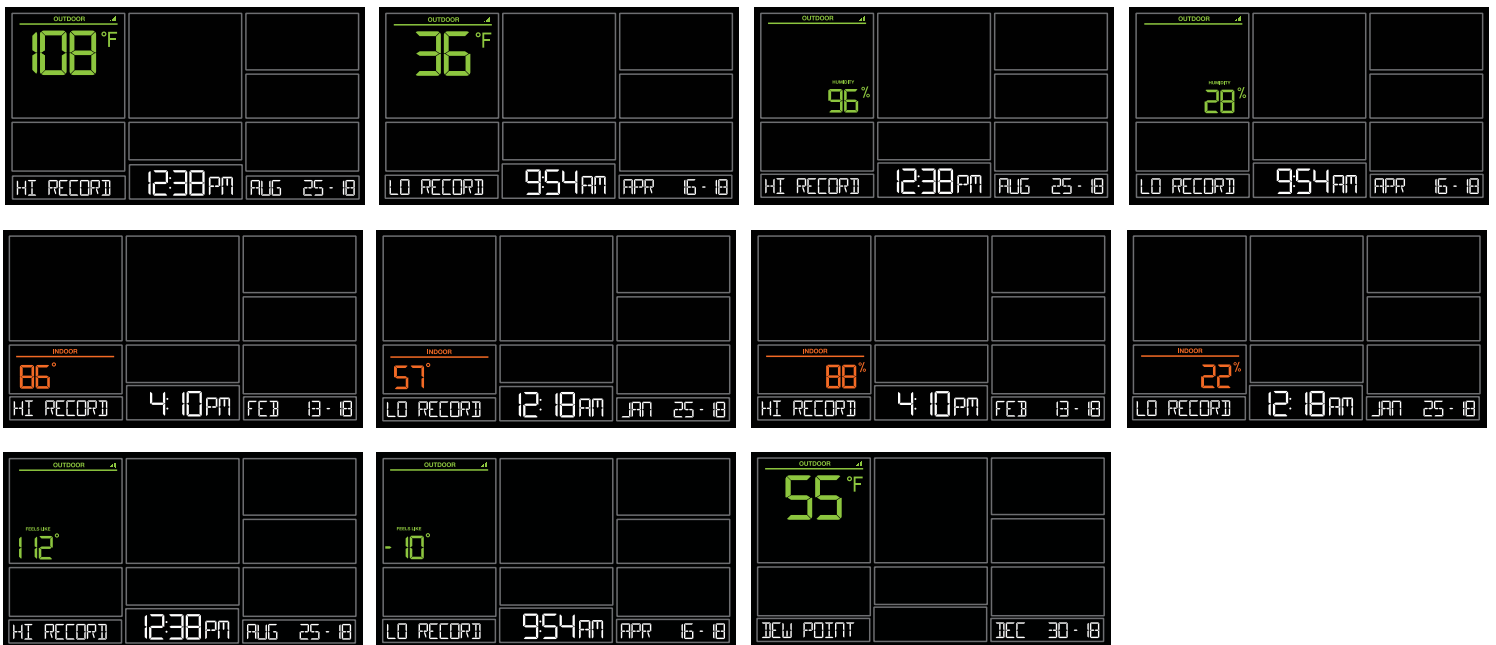 OUTDOOR
108°F
HI RECORD 12:38PM AUG 25-18
OUTDOOR
36°F
LO RECORD 9:54AM APR 16-18
OUTDOOR
HUMIDITY
96%
HI RECORD 12:38PM AUG 25-18
OUTDOOR
HUMIDITY
28%
LO RECORD 9:54AM APR 16-18
INDOOR
86°
HI RECORD 4:10PM FEB 13-18
INDOOR
57°
LO RECORD 12:18AM JAN 25-18
INDOOR
88%
HI RECORD 4:10PM FEB 13-18
INDOOR
22%
LO RECORD 12:18AM JAN 25-18
OUTDOOR
FEELS LIKE
112°
HI RECORD 12:38PM AUG 25-18
OUTDOOR
FEELS LIKE
-10°
LO RECORD 9:54AM APR 16-18
OUTDOOR
55°F
DEW POINT DEC 30-18